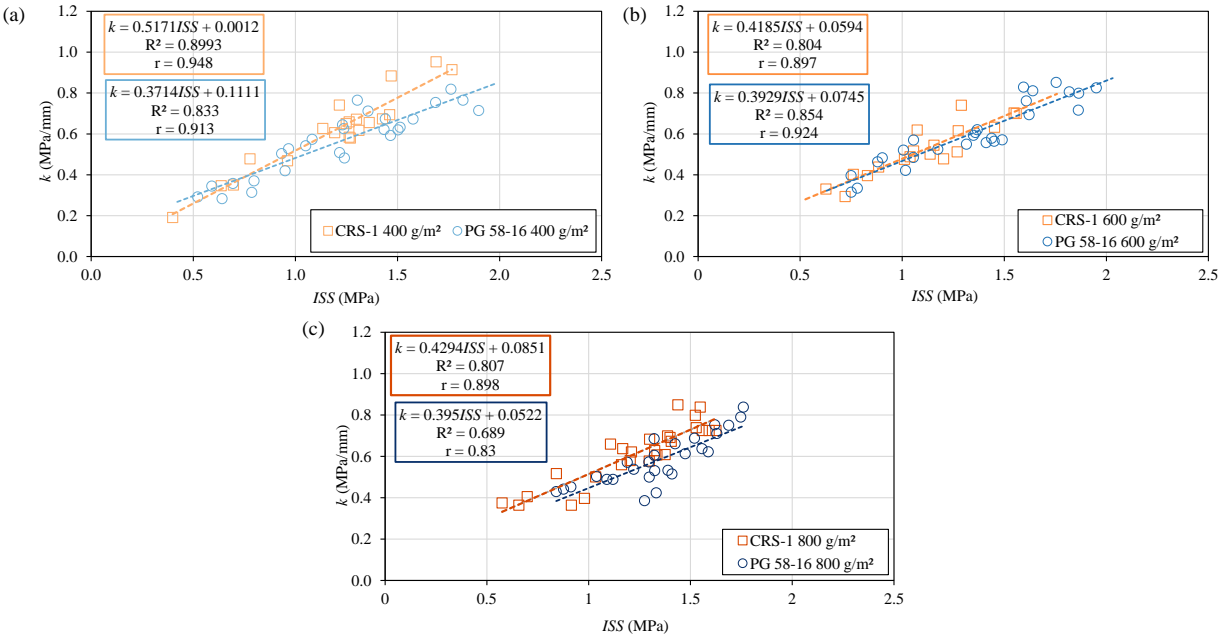 (a)
k = 0.5171ISS + 0.0012
R² = 0.8993
r = 0.948
k = 0.3714ISS + 0.1111
R² = 0.833
r = 0.913
k (MPa/mm)
1.2
1.0
0.8
0.6
0.4
0.2
0.0
0.0 0.5 1.0 1.5 2.0 2.5
ISS (MPa)
CRS-1 400 g/m² PG 58-16 400 g/m²
(b)
k = 0.4185ISS + 0.0594
R² = 0.804
r = 0.897
k = 0.3929ISS + 0.0745
R² = 0.854
r = 0.924
k (MPa/mm)
1.2
1.0
0.8
0.6
0.4
0.2
0.0
0 0.5 1 1.5 2 2.5
ISS (MPa)
CRS-1 600 g/m²
PG 58-16 600 g/m²
(c)
k = 0.4294ISS + 0.0851
R² = 0.807
r = 0.898
k = 0.395ISS + 0.0522
R² = 0.689
r = 0.83
k (MPa/mm)
1.2
1.0
0.8
0.6
0.4
0.2
0.0
0 0.5 1 1.5 2 2.5
ISS (MPa)
CRS-1 800 g/m²
PG 58-16 800 g/m²